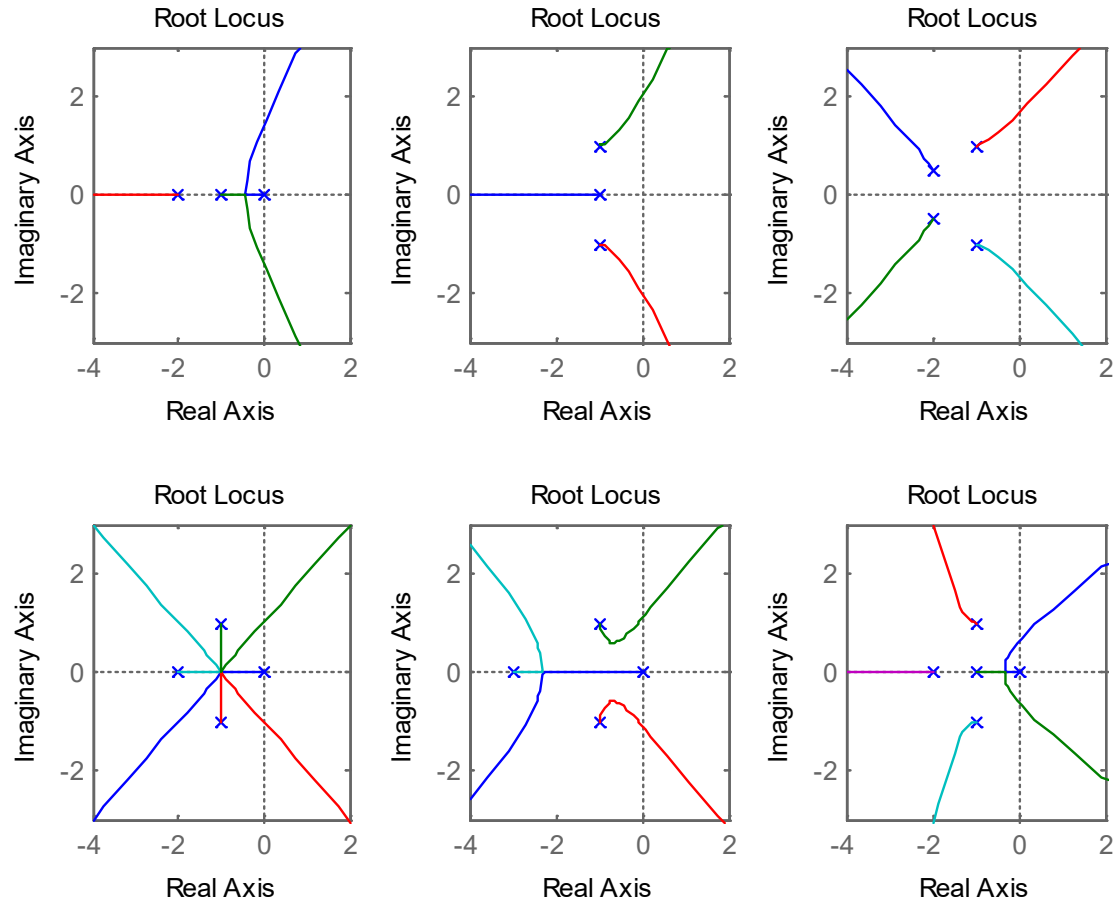 Root Locus Root Locus Root Locus
2 2 2
0 0 0
-2 -2 -2
-4 -2 0 2 -4 -2 0 2 -4 -2 0 2
Real Axis Real Axis Real Axis
Imaginary Axis Imaginary Axis Imaginary Axis
Root Locus Root Locus Root Locus
2 2 2
0 0 0
-2 -2 -2
-4 -2 0 2 -4 -2 0 2 -4 -2 0 2
Real Axis Real Axis Real Axis
Imaginary Axis Imaginary Axis Imaginary Axis